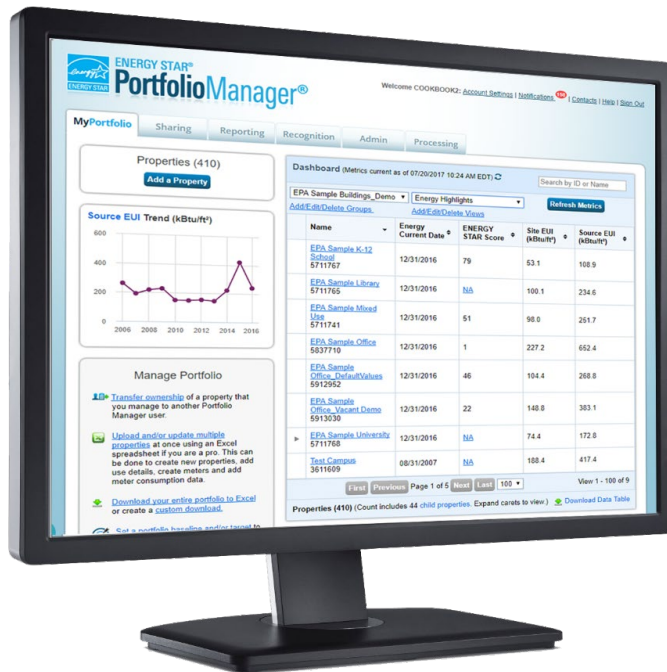 ENERGY STAR
ENERGY STAR®
PortfolioManager®
Welcome COOKBOOK2: Account Settings | Notifications | Contacts | Help | Sign Out
MyPortfolio Sharing Reporting Recognition Admin Processing
Properties (410)
Add a Property
Source EUI Trend (kBtu/ft²)
600
400
200
0
2006 2008 2010 2012 2014 2016
Manage Portfolio
Transfer ownership of a property that
you manage to another Portfolio
Manager user.
Upload and/or update multiple
properties at once using an Excel
spreadsheet if you are a pro. This can
be done to create new properties, add
use details, create meters and add
meter consumption data.
Download your entire portfolio to Excel
or create a custom download.
Set a portfolio baseline and/or target to
Dashboard (Metrics current as of 07/20/2017 10:24 AM EDT)
Search by ID or Name
EPA Sample Buildings_Demo Energy Highlights Refresh Metrics
Add/Edit/Delete Groups Add/Edit/Delete Views
Name Energy Current Date ENERGY STAR Score Site EUI (kBtu/ft²) Source EUI (kBtu/ft²)
EPA Sample K-12
School
5711767 12/31/2016 79 53.1 108.9
EPA Sample Library
5711765 12/31/2016 NA 100.1 234.6
EPA Sample Mixed
Use
5711741 12/31/2016 51 98.0 251.7
EPA Sample Office
5837710 12/31/2016 1 227.2 652.4
EPA Sample
Office_DefaultValues
5912952 12/31/2016 46 104.4 268.8
EPA Sample
Office_Vacant Demo
5913030 12/31/2016 22 148.8 383.1
EPA Sample University
5711768 12/31/2016 NA 74.4 172.8
Test Campus
3611609 08/31/2007 NA 188.4 417.4
First Previous Page 1 of 5 Next Last 100 View 1 - 100 of 9
Properties (410) (Count includes 44 child properties. Expand carets to view.) Download Data Table